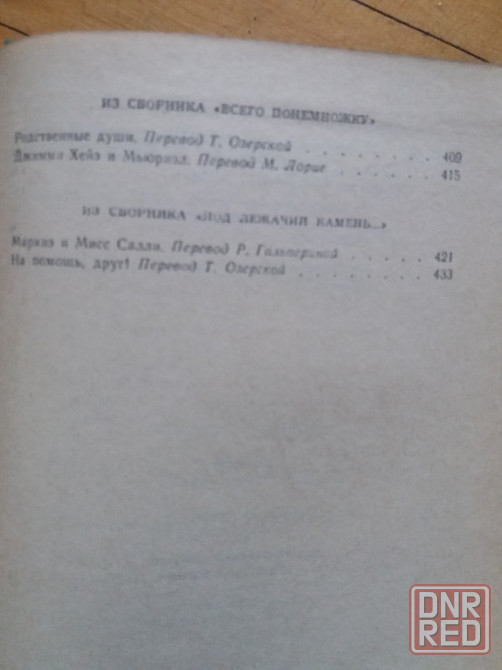 ИЗ СБОРНИКА «ВСЕГО ПОНЕМНОЖКУ»
Родственные души. Перевод Т. Озерской . . . . . . . . 409
Джимми Хейз и Мьюриэл. Перевод М. Лорие . . . . . . 415
ИЗ СБОРНИКА «ПОД ЛЕЖАЧИЙ КАМЕНЬ...»
Маркиз и Мисс Салли. Перевод Р. Гальпериной . . . . . 421
На помощь, друг! Перевод Т. Озерской . . . . . . . . 433
DNR
RED